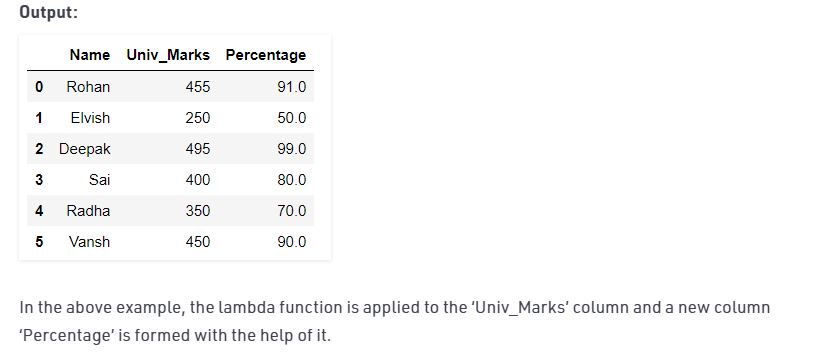 Output:
Name Univ_Marks Percentage
0 Rohan 455 91.0
1 Elvish 250 50.0
2 Deepak 495 99.0
3 Sai 400 80.0
4 Radha 350 70.0
5 Vansh 450 90.0
In the above example, the lambda function is applied to the ‘Univ_Marks’ column and a new column
‘Percentage’ is formed with the help of it.